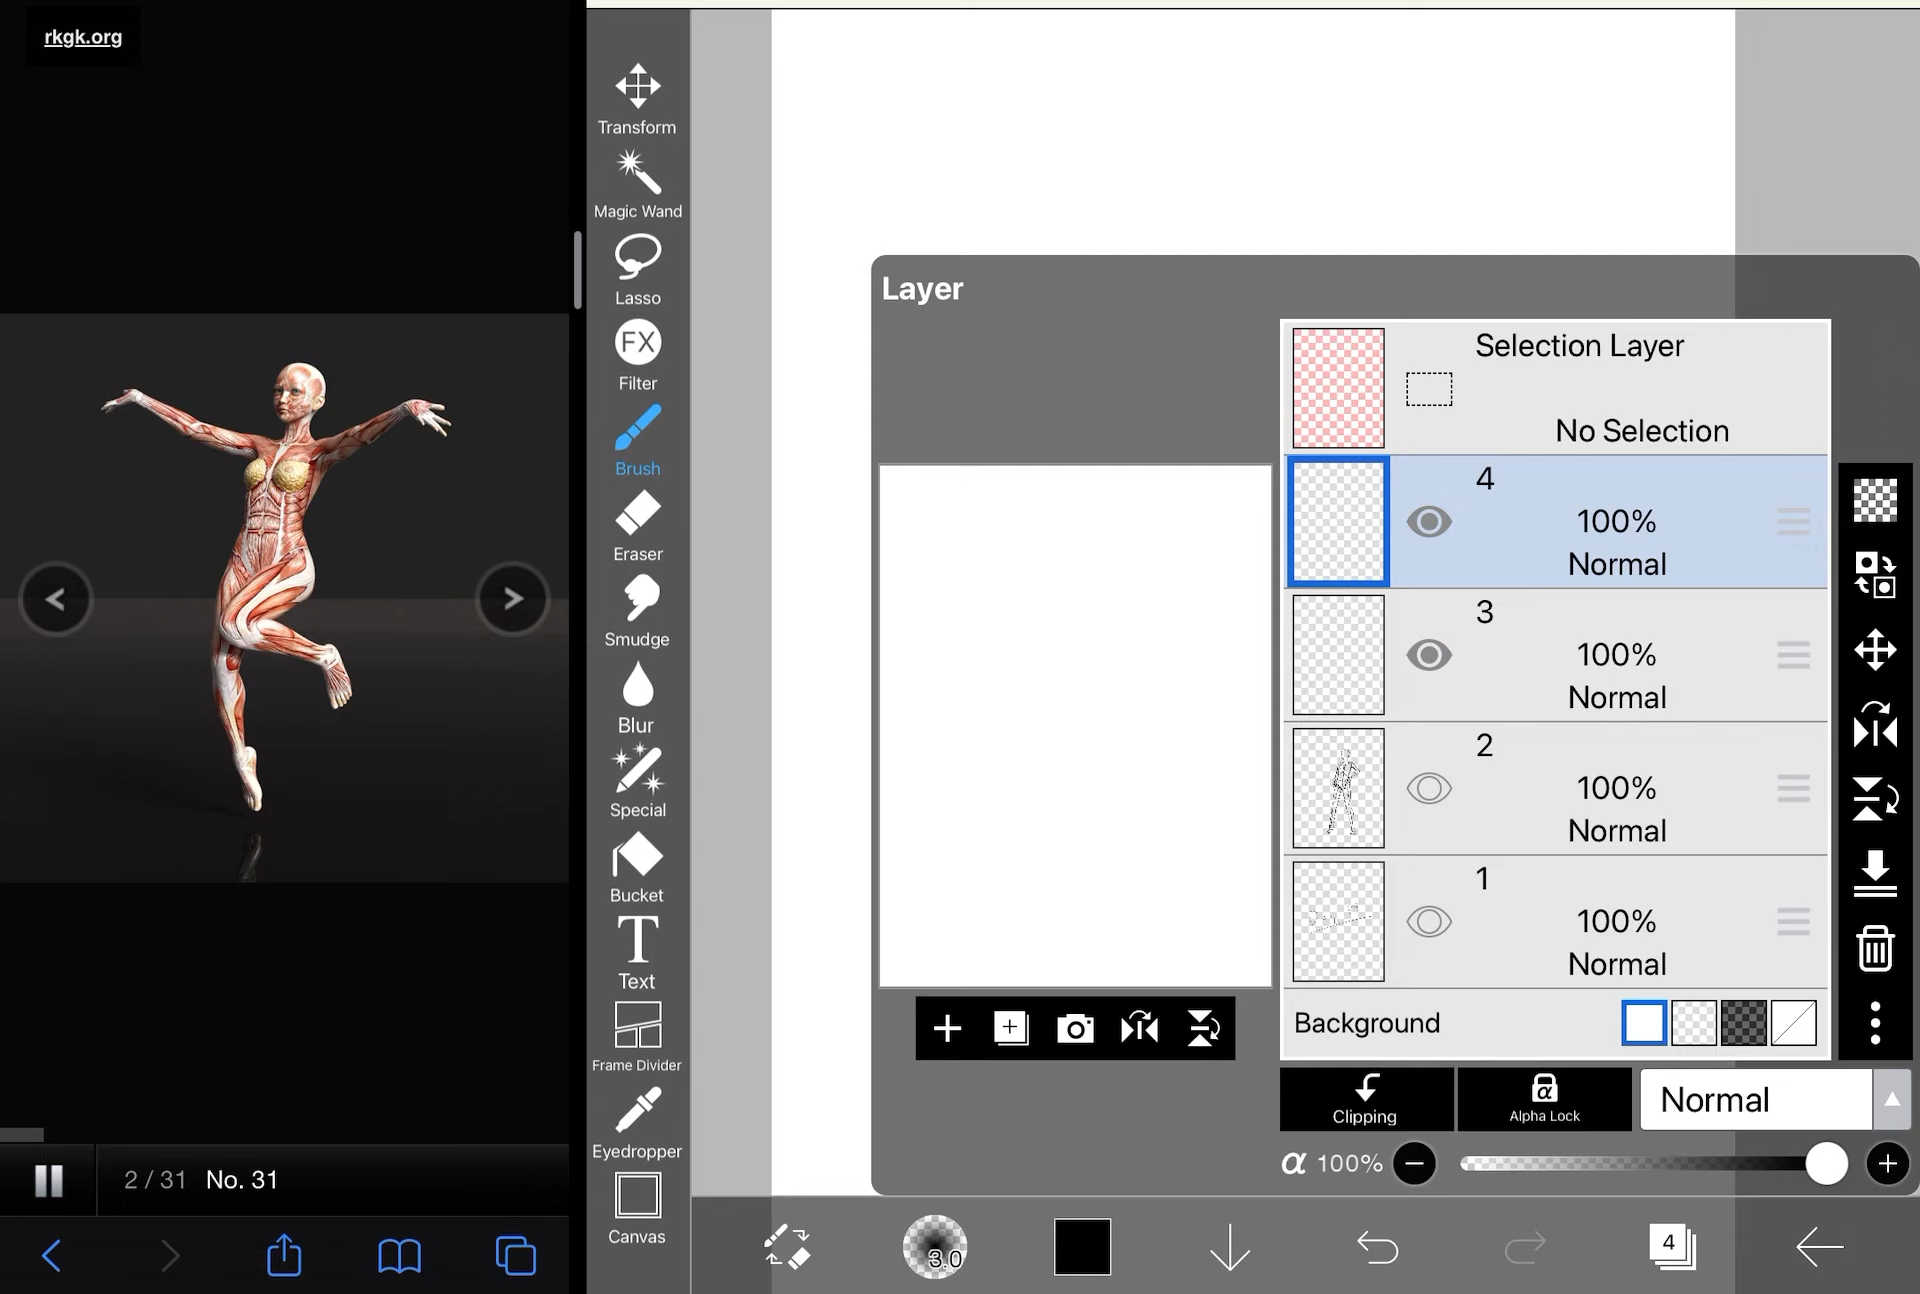 rkgk.org
2 / 31 No. 31
Transform
Magic Wand
Lasso
FX
Filter
Brush
Eraser
Smudge
Blur
Special
Bucket
T
Text
Frame Divider
Eyedropper
Canvas
Layer
Selection Layer
No Selection
4
100%
Normal
3
100%
Normal
2
100%
Normal
1
100%
Normal
Background
Clipping
α
Alpha Lock
Normal
α 100%
3.0
4